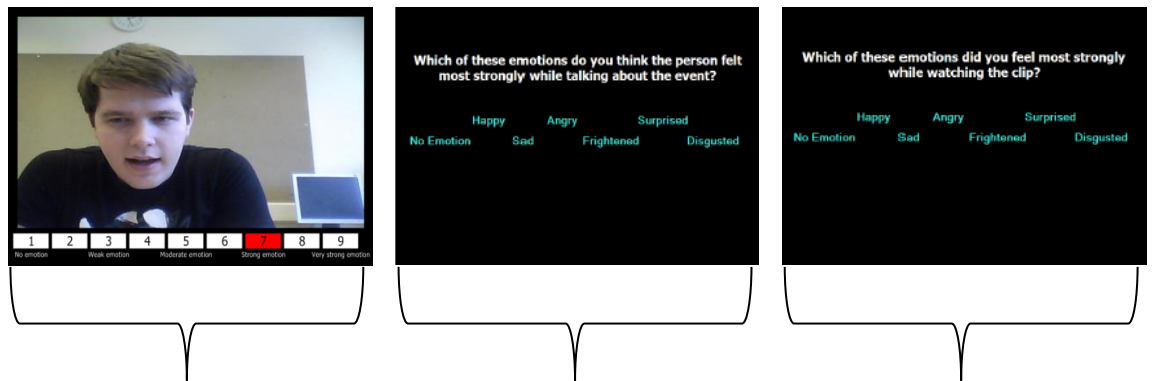 1 2 3 4 5 6 7 8 9
No emotion Weak emotion Moderate emotion Strong emotion Very strong emotion
Which of these emotions do you think the person felt
most strongly while talking about the event?
Happy Angry Surprised
No Emotion Sad Frightened Disgusted
Which of these emotions did you feel most strongly
while watching the clip?
Happy Angry Surprised
No Emotion Sad Frightened Disgusted